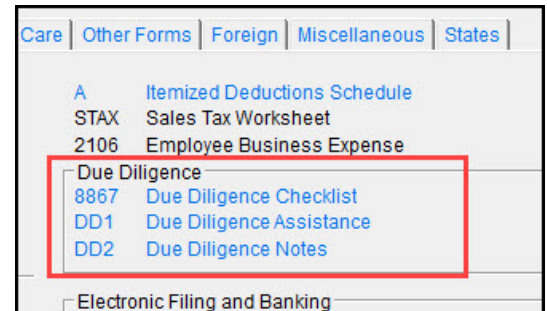 Care Other Forms Foreign Miscellaneous States
A Itemized Deductions Schedule
STAX Sales Tax Worksheet
2106 Employee Business Expense
Due Diligence
8867 Due Diligence Checklist
DD1 Due Diligence Assistance
DD2 Due Diligence Notes
Electronic Filing and Banking